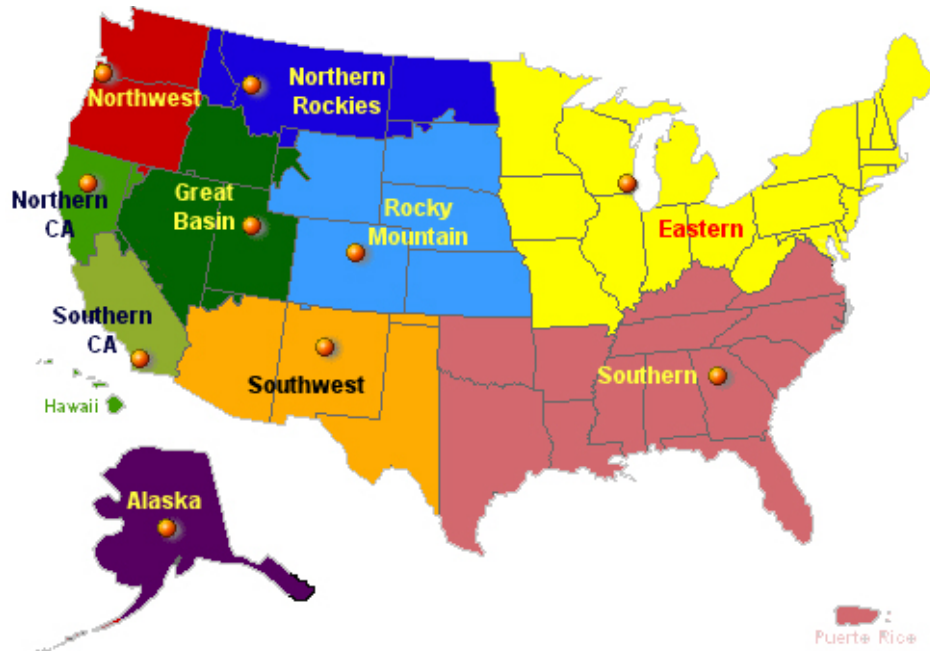 Northwest
Northern
Rockies
Northern
CA
Great
Basin
Rocky
Mountain
Eastern
Southern
CA
Southwest
Southern
Hawaii
Alaska
Puerto Rico